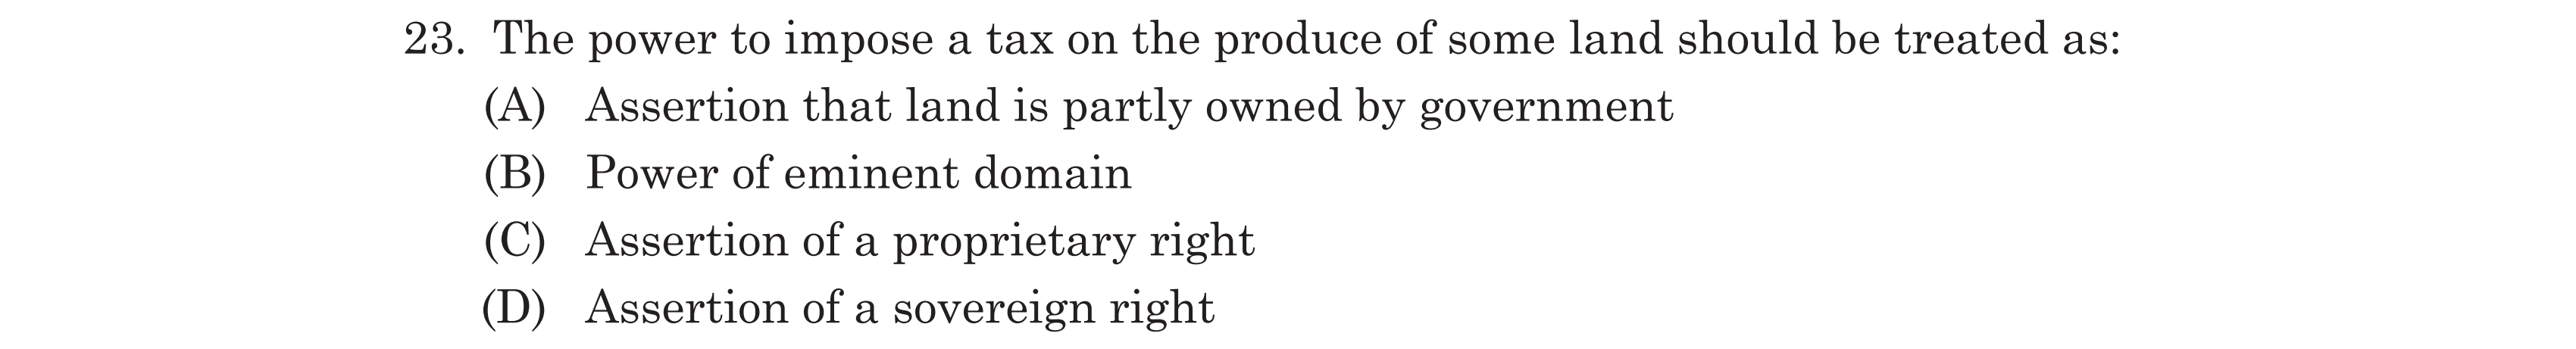 23. The power to impose a tax on the produce of some land should be treated as:
(A) Assertion that land is partly owned by government
(B) Power of eminent domain
(C) Assertion of a proprietary right
(D) Assertion of a sovereign right